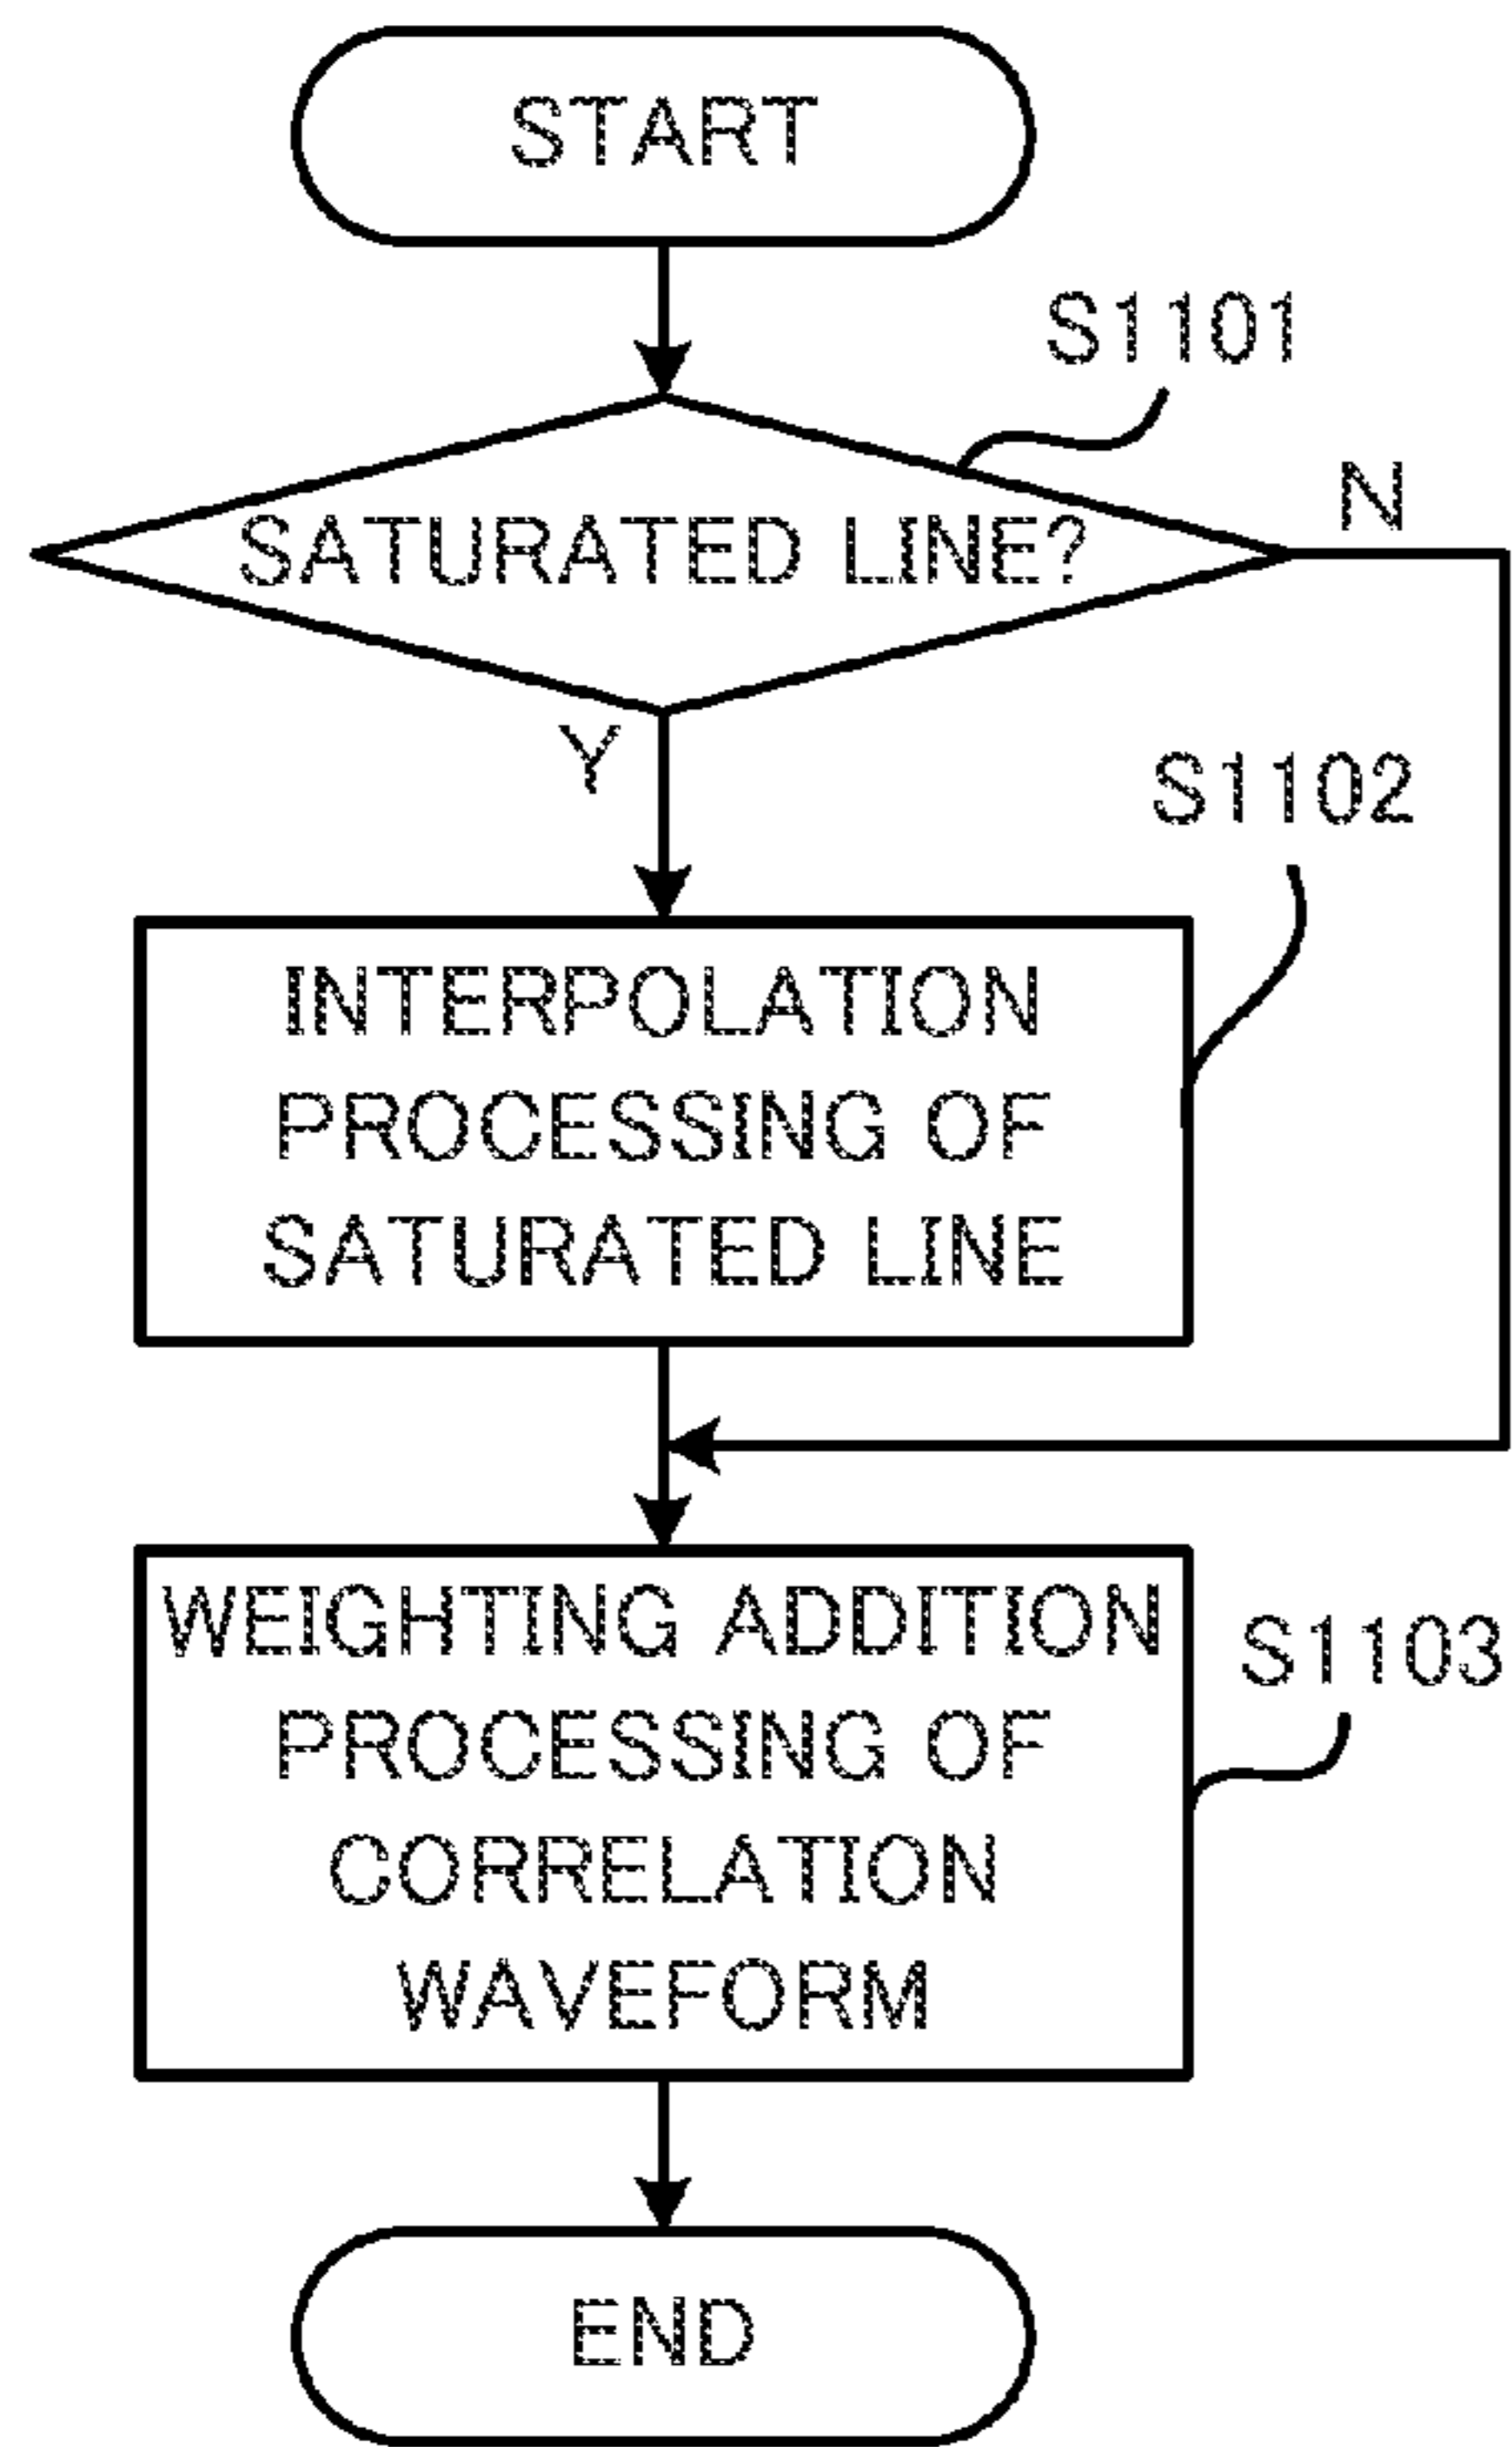 START
S1101
SATURATED LINE?
N
Y
S1102
INTERPOLATION
PROCESSING OF
SATURATED LINE
WEIGHTING ADDITION
PROCESSING OF
CORRELATION
WAVEFORM
S1103
END